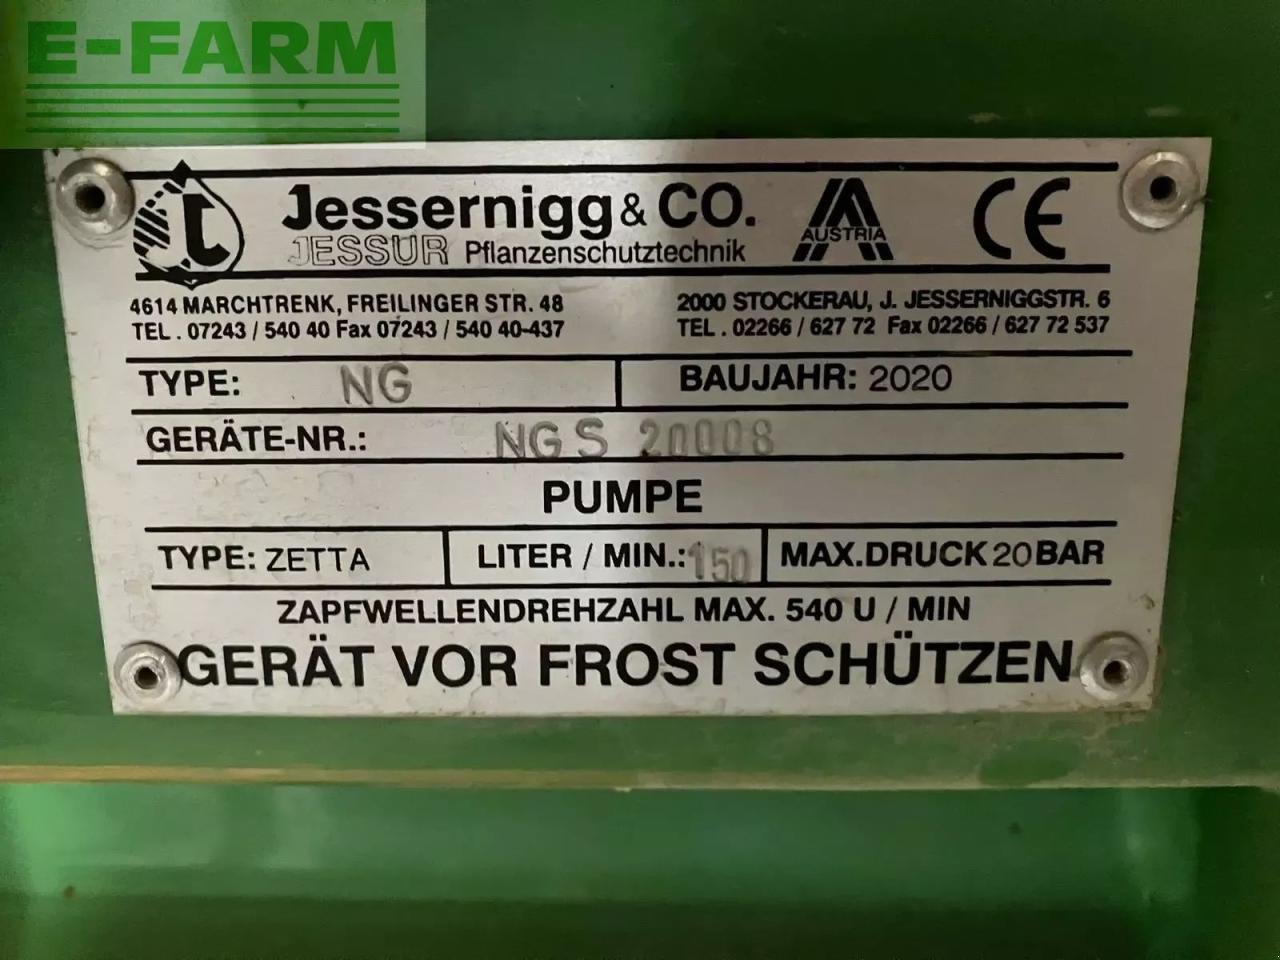 E-FARM
Jessernigg & CO.
JESSUR Pflanzenschutztechnik
AUSTRIA
CE
4614 MARCHTRENK, FREILINGER STR. 48
TEL. 07243 / 540 40 Fax 07243 / 540 40-437
2000 STOCKERAU, J. JESSERNIGGSTR. 6
TEL. 02266 / 627 72 Fax 02266 / 627 72 537
TYPE: NG
BAUJAHR: 2020
GERÄTE-NR.: NGS 20008
PUMPE
TYPE: ZETTA
LITER / MIN.: 150
MAX.DRUCK 20 BAR
ZAPFWELLENDREHZAHL MAX. 540 U / MIN
GERÄT VOR FROST SCHÜTZEN